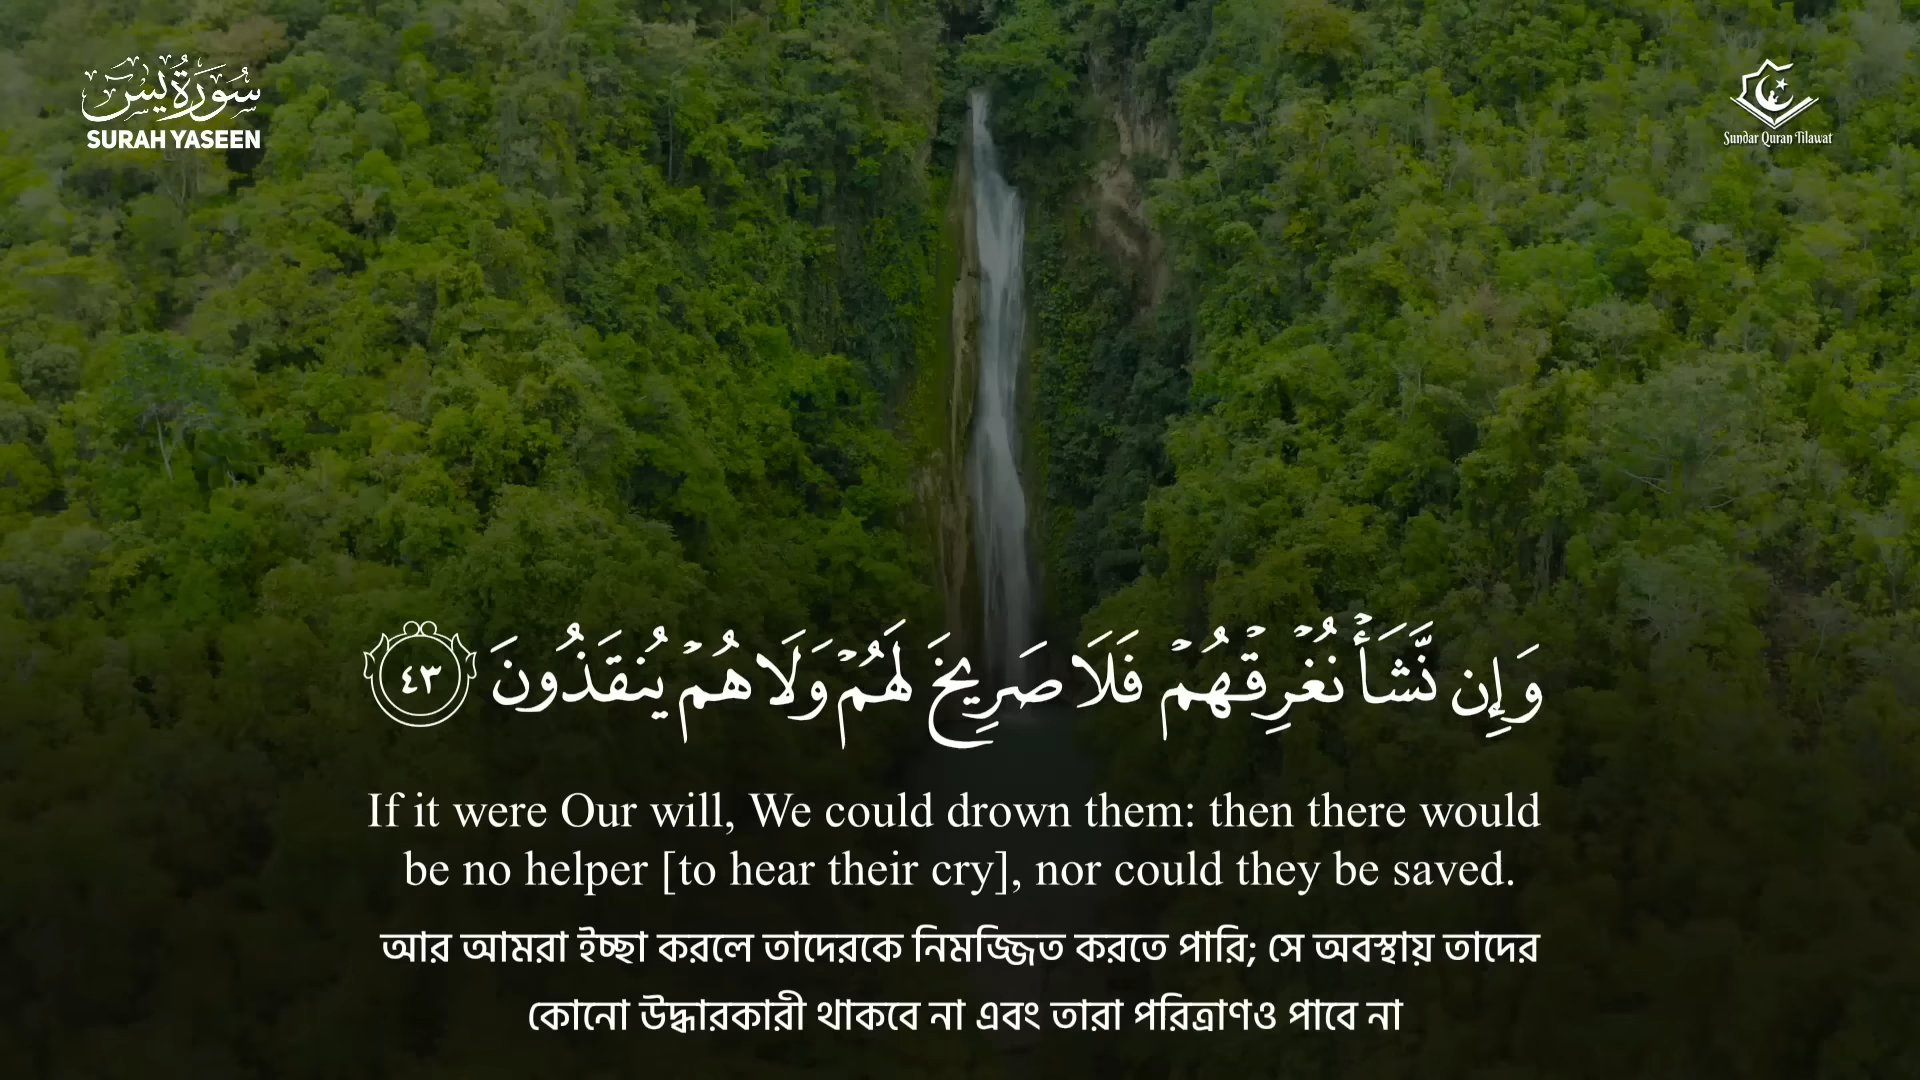 سُورَةُ يسٓ
SURAH YASEEN
Sundar Quran Tilawat
وَإِن نَّشَأْ نُغْرِقْهُمْ فَلَا صَرِيخَ لَهُمْ وَلَا هُمْ يُنقَذُونَ ٤٣
If it were Our will, We could drown them: then there would
be no helper [to hear their cry], nor could they be saved.
আর আমরা ইচ্ছা করলে তাদেরকে নিমজ্জিত করতে পারি; সে অবস্থায় তাদের
কোনো উদ্ধারকারী থাকবে না এবং তারা পরিত্রাণও পাবে না